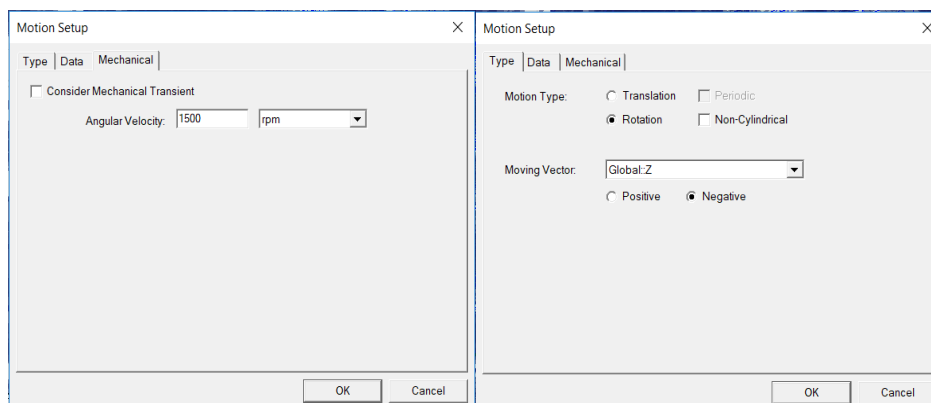 Motion Setup
Type Data Mechanical
Consider Mechanical Transient
Angular Velocity: 1500 rpm
OK Cancel
Motion Setup
Type Data Mechanical
Motion Type: Translation Periodic
Rotation Non-Cylindrical
Moving Vector: Global::Z
Positive Negative
OK Cancel